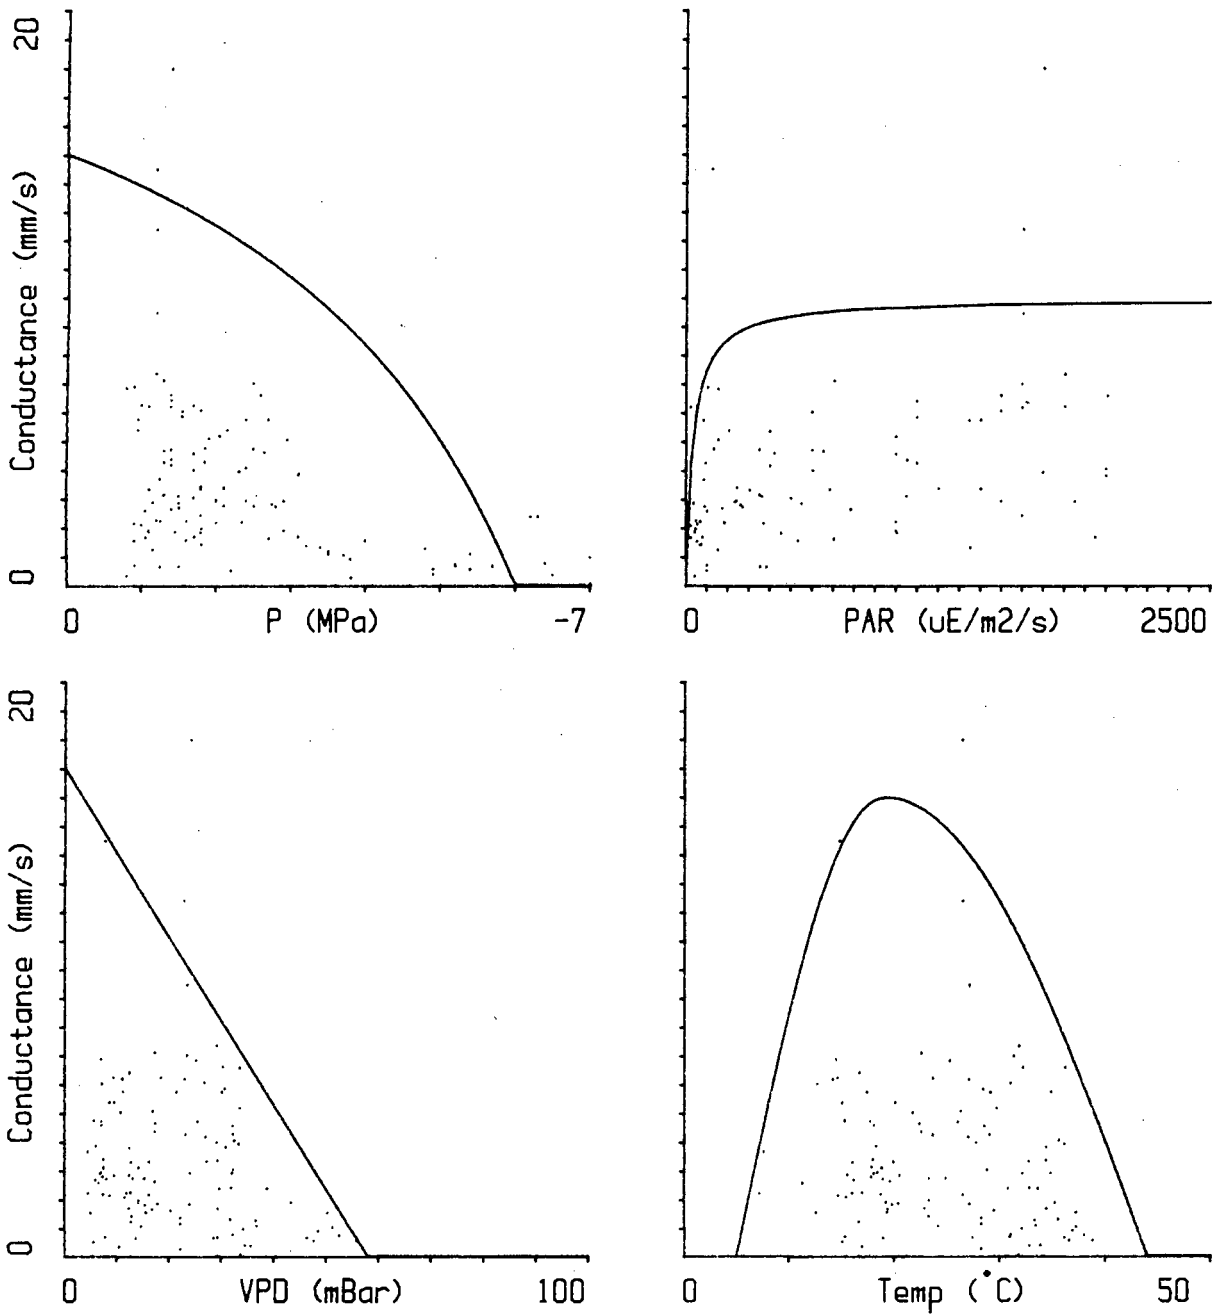 20
Conductance (mm/s)
0
0 P (MPa) -7
0 PAR (uE/m2/s) 2500
20
Conductance (mm/s)
0
0 VPD (mBar) 100
0 Temp (°C) 50